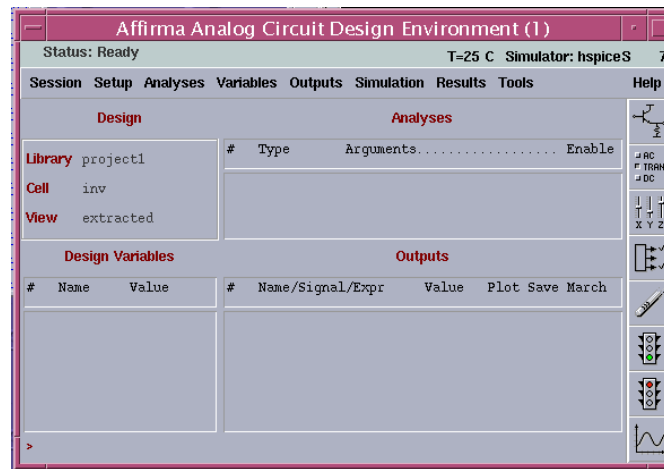 Affirma Analog Circuit Design Environment (1)
Status: Ready T=25 C Simulator: hspiceS 7
Session Setup Analyses Variables Outputs Simulation Results Tools Help
Design
Library project1
Cell inv
View extracted
Analyses
# Type Arguments.................. Enable
AC
TRAN
DC
X Y Z
Design Variables
# Name Value
Outputs
# Name/Signal/Expr Value Plot Save March
>